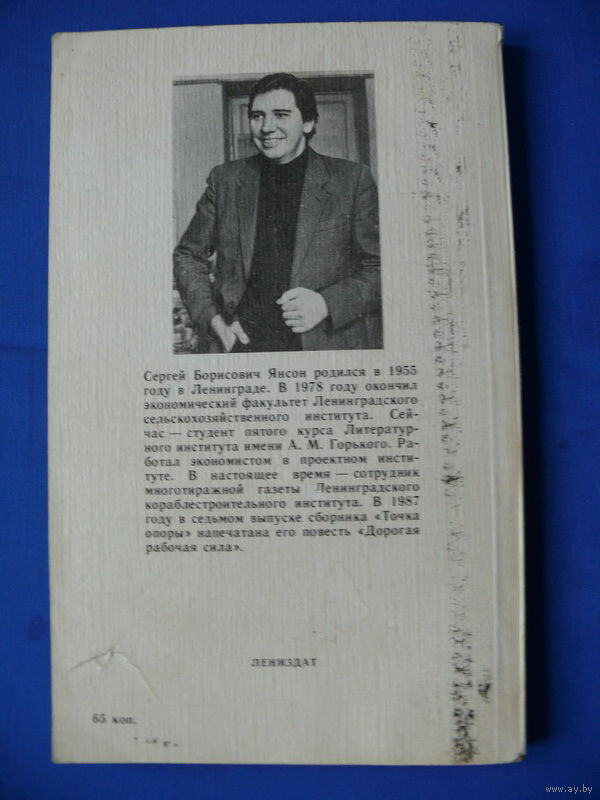 Сергей Борисович Янсон родился в 1955
году в Ленинграде. В 1978 году окончил
экономический факультет Ленинградского
сельскохозяйственного института. Сей-
час — студент пятого курса Литератур-
ного института имени А. М. Горького. Ра-
ботал экономистом в проектном инсти-
туте. В настоящее время — сотрудник
многотиражной газеты Ленинградского
кораблестроительного института. В 1987
году в седьмом выпуске сборника «Точка
опоры» напечатана его повесть «Дорогая
рабочая сила».
ЛЕНИЗДАТ
65 коп.
www.ay.by